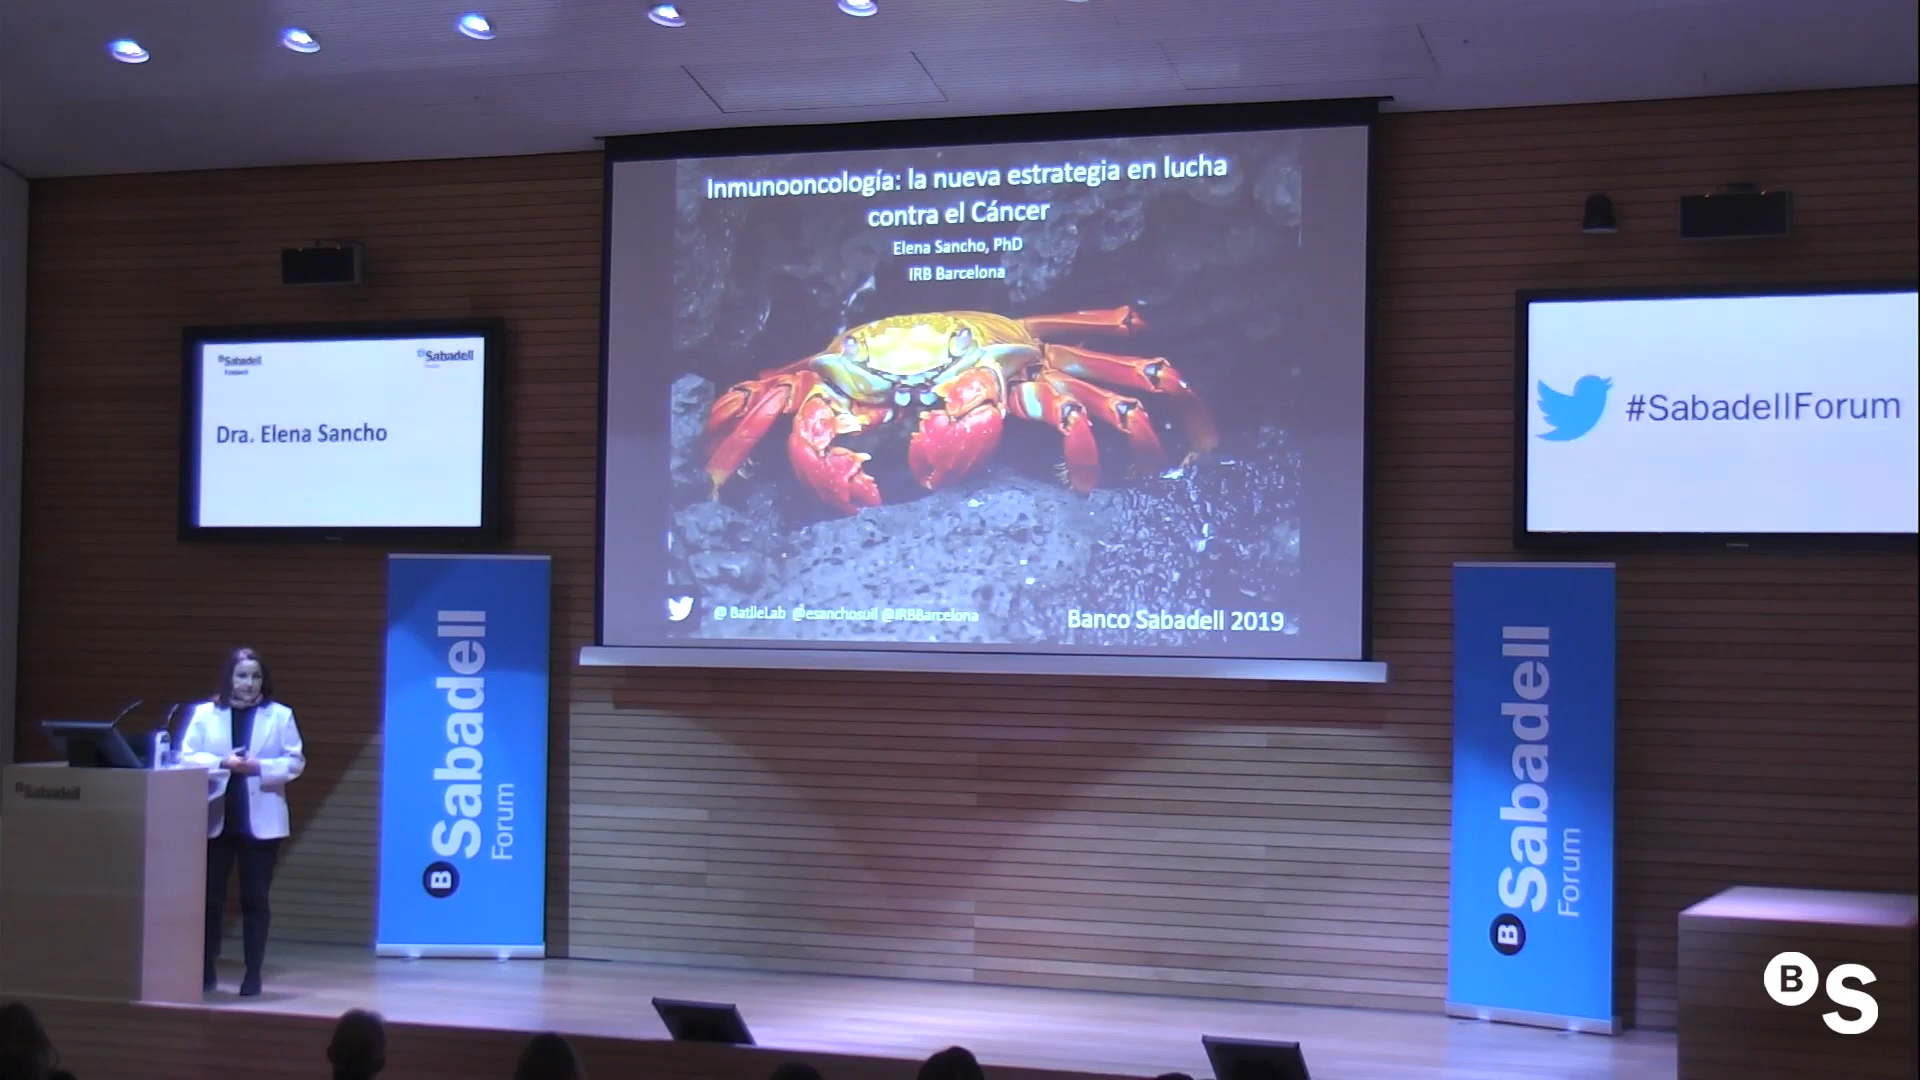 Inmunooncología: la nueva estrategia en lucha
contra el Cáncer
Elena Sancho, PhD
IRB Barcelona
@BatlleLab @esanchosuil @IRBBarcelona
Banco Sabadell 2019
Sabadell
Sabadell
Dra. Elena Sancho
#SabadellForum
B Sabadell
Forum
B Sabadell
Forum
B Sabadell
B S